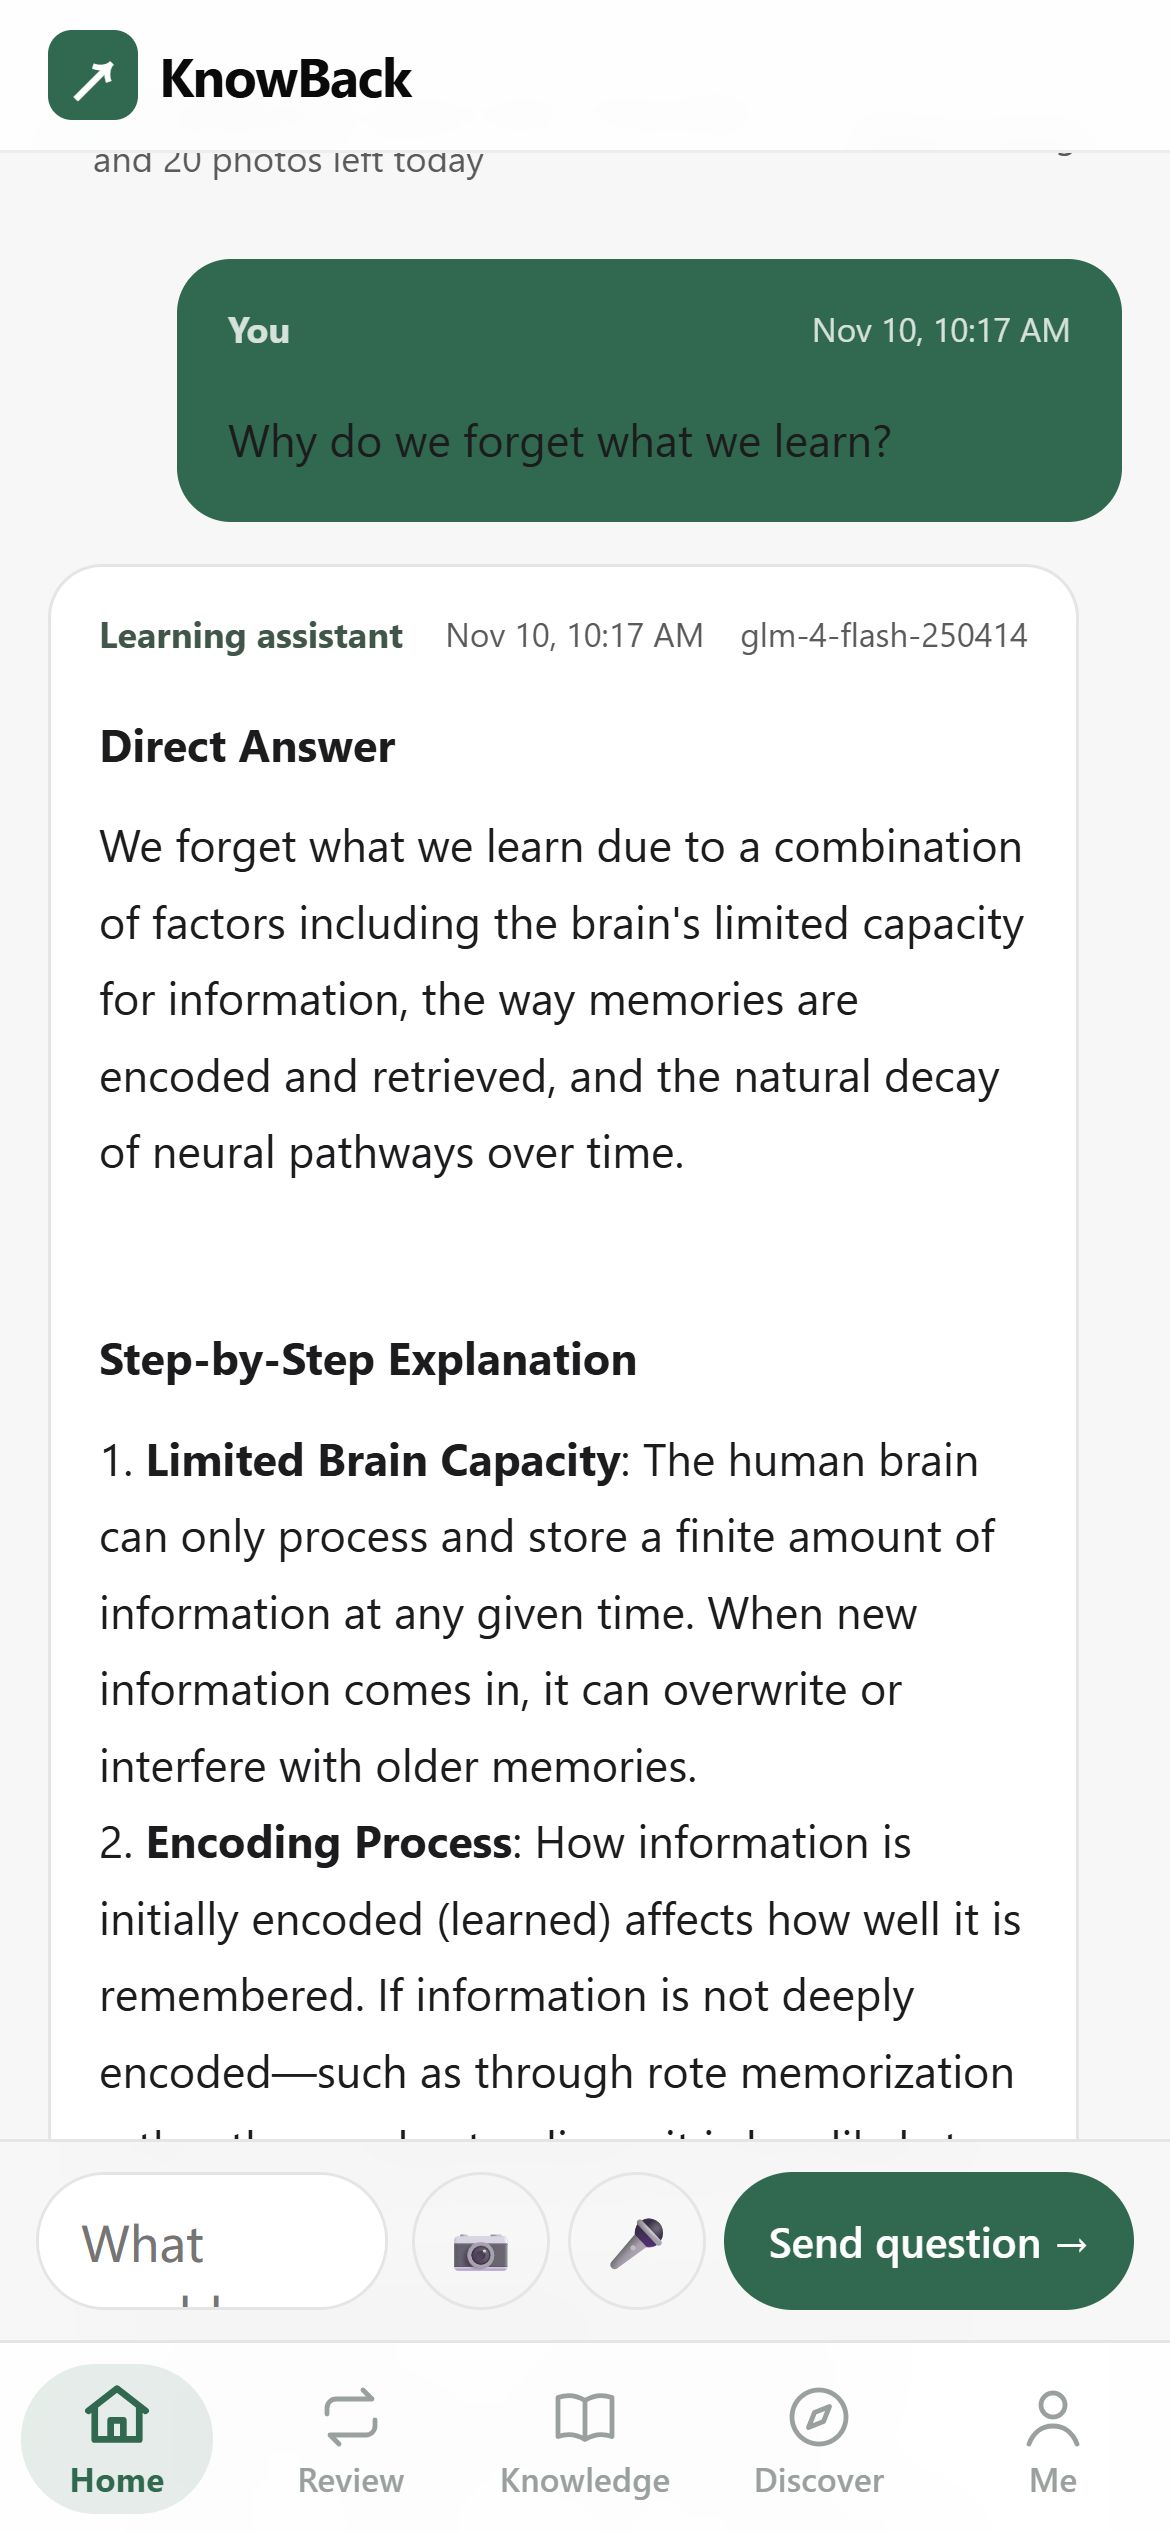 KnowBack
and 20 photos left today
You
Nov 10, 10:17 AM
Why do we forget what we learn?
Learning assistant Nov 10, 10:17 AM glm-4-flash-250414
Direct Answer
We forget what we learn due to a combination
of factors including the brain's limited capacity
for information, the way memories are
encoded and retrieved, and the natural decay
of neural pathways over time.
Step-by-Step Explanation
1. Limited Brain Capacity: The human brain
can only process and store a finite amount of
information at any given time. When new
information comes in, it can overwrite or
interfere with older memories.
2. Encoding Process: How information is
initially encoded (learned) affects how well it is
remembered. If information is not deeply
encoded—such as through rote memorization
What
Send question →
Home
Review
Knowledge
Discover
Me